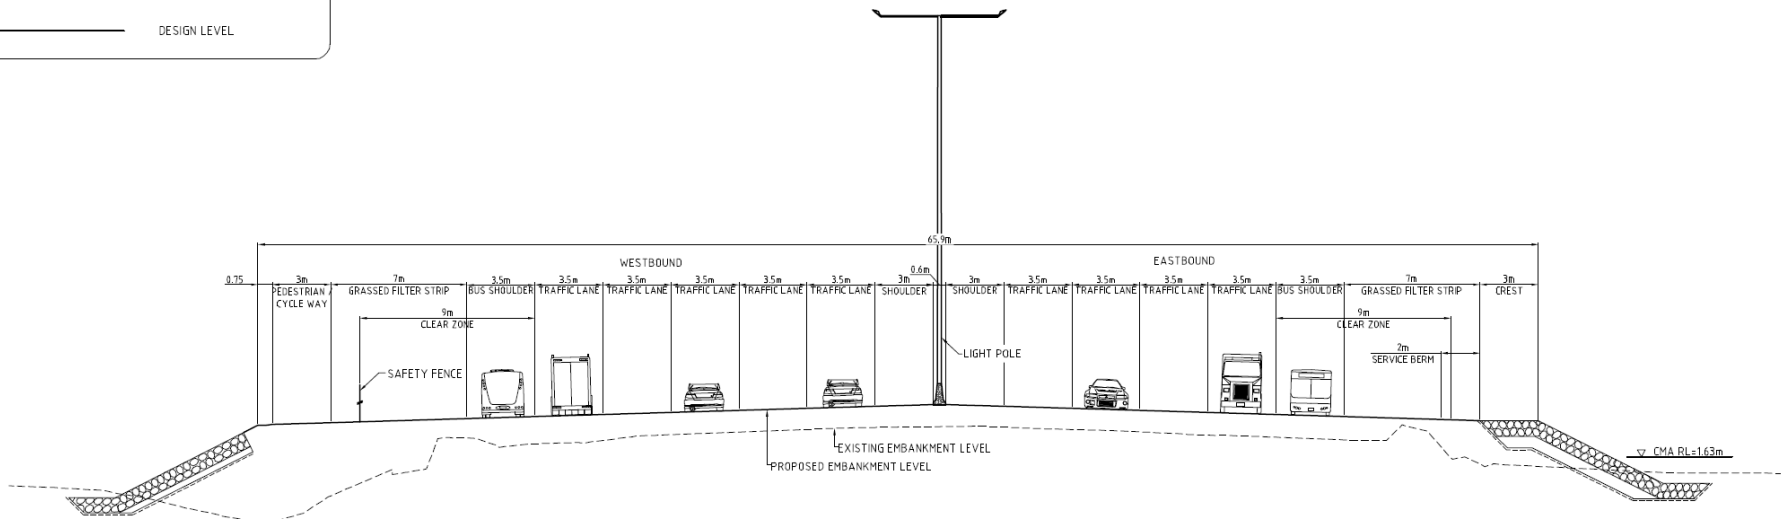 DESIGN LEVEL
65.9m
WESTBOUND
EASTBOUND
0.75
3m
7m
3.5m
3.5m
3.5m
3.5m
3.5m
3.5m
3m
0.6m
3m
3.5m
3.5m
3.5m
3.5m
3.5m
7m
3m
PEDESTRIAN /
CYCLE WAY
GRASSED FILTER STRIP
BUS SHOULDER
TRAFFIC LANE
TRAFFIC LANE
TRAFFIC LANE
TRAFFIC LANE
TRAFFIC LANE
SHOULDER
SHOULDER
TRAFFIC LANE
TRAFFIC LANE
TRAFFIC LANE
TRAFFIC LANE
BUS SHOULDER
GRASSED FILTER STRIP
CREST
9m
CLEAR ZONE
9m
CLEAR ZONE
2m
SERVICE BERM
LIGHT POLE
SAFETY FENCE
EXISTING EMBANKMENT LEVEL
PROPOSED EMBANKMENT LEVEL
CMA RL=1.63m